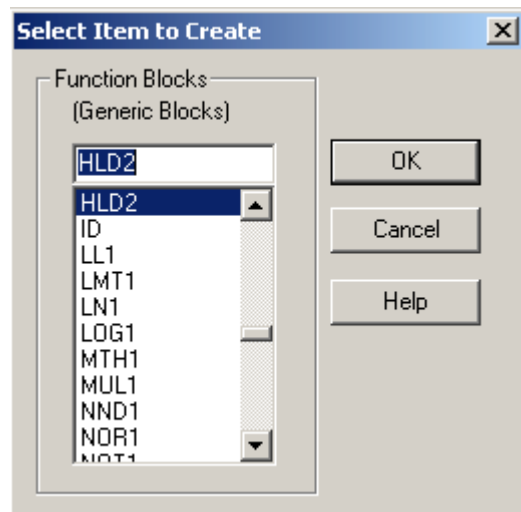 Select Item to Create
Function Blocks
(Generic Blocks)
HLD2
HLD2
ID
LL1
LMT1
LN1
LOG1
MTH1
MUL1
NND1
NOR1
NOT1
OK
Cancel
Help